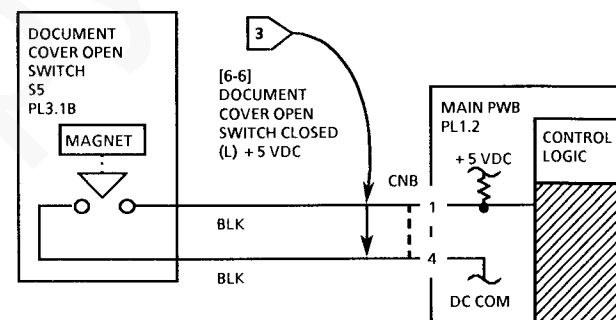 DOCUMENT
COVER OPEN
SWITCH
S5
PL3.1B
MAGNET
3
[6-6]
DOCUMENT
COVER OPEN
SWITCH CLOSED
(L) + 5 VDC
BLK
BLK
CNB
1
4
MAIN PWB
PL1.2
+ 5 VDC
DC COM
CONTROL
LOGIC